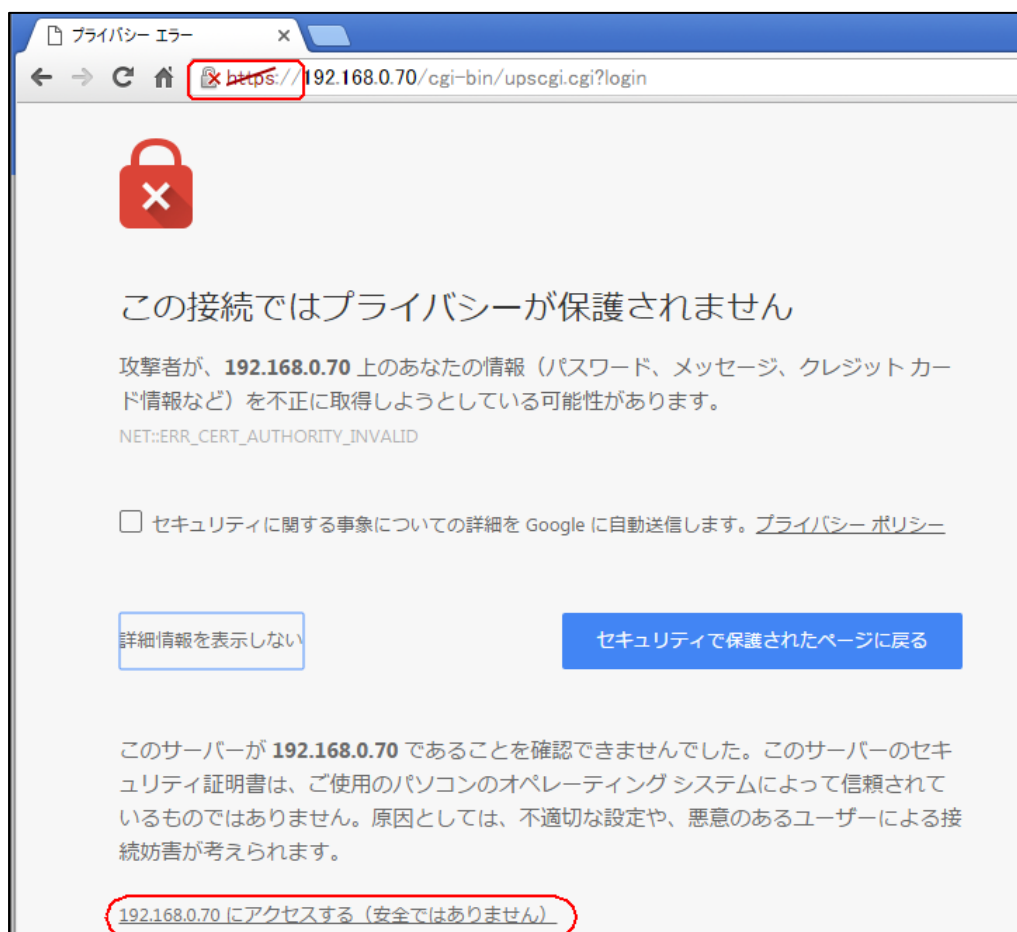 プライバシー エラー
https://192.168.0.70/cgi-bin/upscgi.cgi?login
この接続ではプライバシーが保護されません
攻撃者が、192.168.0.70 上のあなたの情報（パスワード、メッセージ、クレジット カー
ド情報など）を不正に取得しようとしている可能性があります。
NET::ERR_CERT_AUTHORITY_INVALID
セキュリティに関する事象についての詳細を Google に自動送信します。プライバシー ポリシー
詳細情報を表示しない
セキュリティで保護されたページに戻る
このサーバーが 192.168.0.70 であることを確認できませんでした。このサーバーのセキ
ュリティ証明書は、ご使用のパソコンのオペレーティング システムによって信頼されて
いるものではありません。原因としては、不適切な設定や、悪意のあるユーザーによる接
続妨害が考えられます。
192.168.0.70 にアクセスする（安全ではありません）